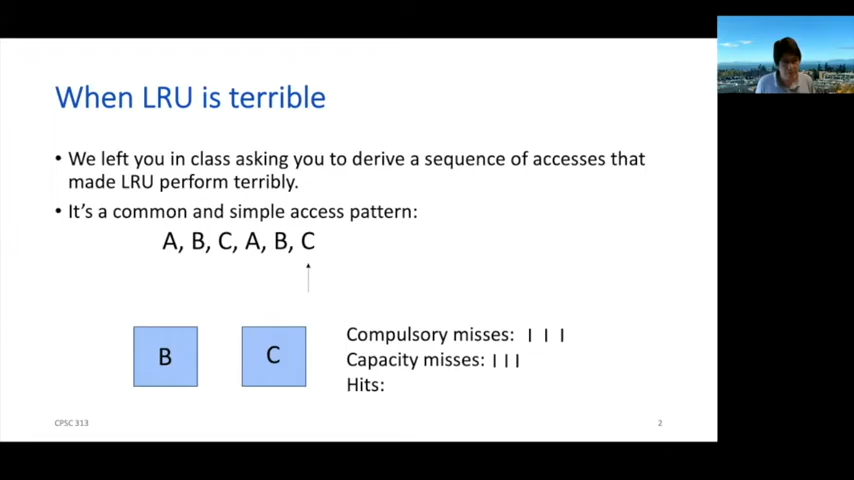 When LRU is terrible
• We left you in class asking you to derive a sequence of accesses that
made LRU perform terribly.
• It's a common and simple access pattern:
A, B, C, A, B, C
B
C
Compulsory misses: I I I
Capacity misses: I I I
Hits:
CPSC 313
2